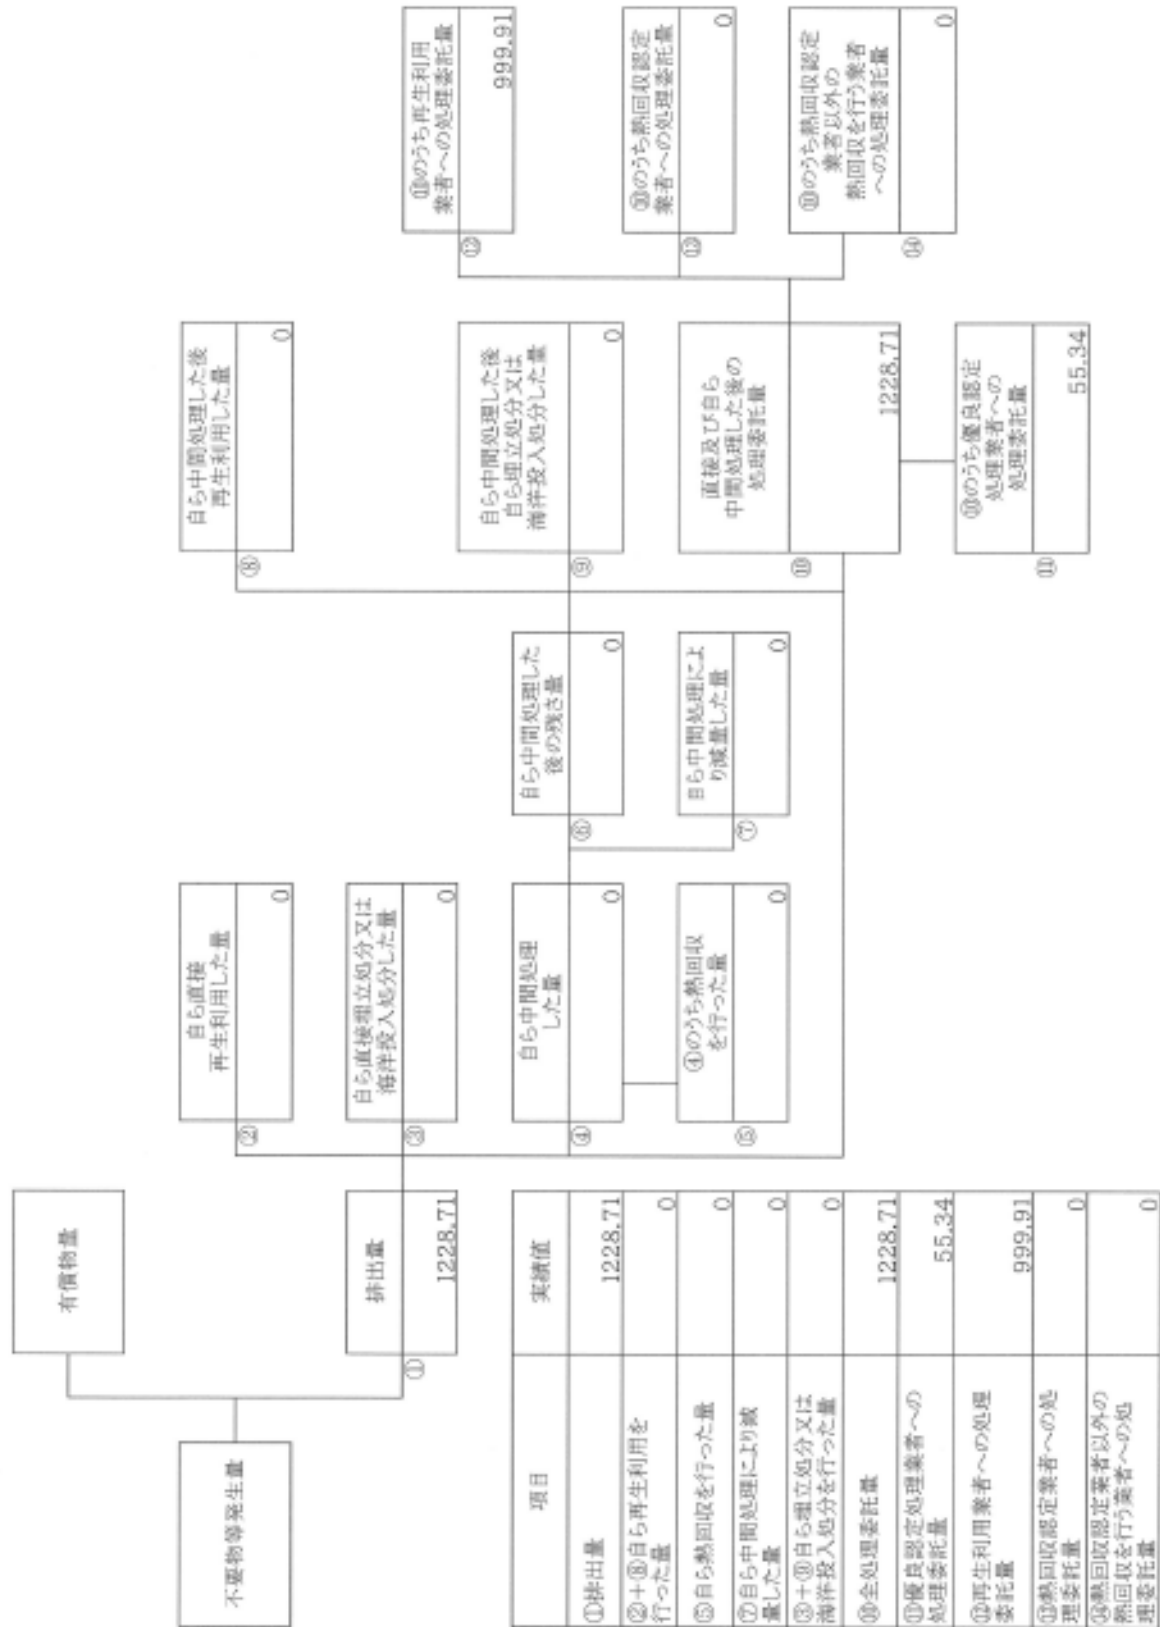 不要物等発生量
有償物量
①
排出量
1228.71
②
自ら直接
再生利用した量
0
③
自ら直接埋立処分又は
海洋投入処分した量
0
④
自ら中間処理
した量
0
⑤
④のうち熱回収
を行った量
0
⑥
自ら中間処理した
後の残さ量
0
⑦
自ら中間処理によ
り減量した量
0
⑧
自ら中間処理した後
再生利用した量
0
⑨
自ら中間処理した後
自ら埋立処分又は
海洋投入処分した量
0
⑩
直接及び自ら
中間処理した後の
処理委託量
1228.71
⑪
⑩のうち優良認定
処理業者への
処理委託量
55.34
⑫
⑩のうち再生利用
業者への処理委託量
999.91
⑬
⑩のうち熱回収認定
業者への処理委託量
0
⑭
⑩のうち熱回収認定
業者以外の
熱回収を行う業者
への処理委託量
0
項目 実績値
①排出量 1228.71
②+⑧自ら再生利用を
行った量 0
⑤自ら熱回収を行った量 0
⑦自ら中間処理により減
量した量 0
③+⑨自ら埋立処分又は
海洋投入処分を行った量 0
⑩全処理委託量 1228.71
⑪優良認定処理業者への
処理委託量 55.34
⑫再生利用業者への処理
委託量 999.91
⑬熱回収認定業者への処
理委託量 0
⑭熱回収認定業者以外の
熱回収を行う業者への処
理委託量 0